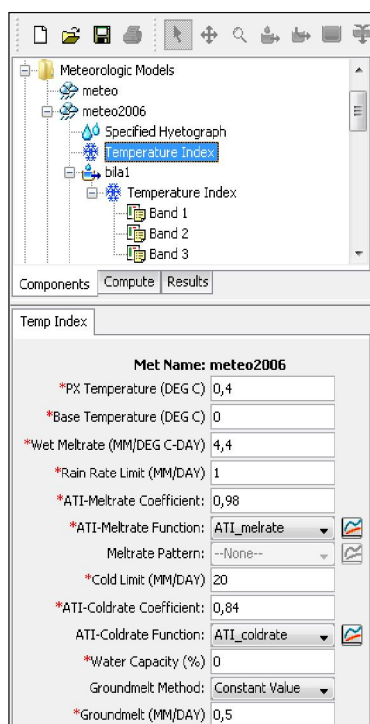 Meteorologic Models
meteo
meteo2006
Specified Hyetograph
Temperature Index
bila1
Temperature Index
Band 1
Band 2
Band 3
Components Compute Results
Temp Index
Met Name: meteo2006
*PX Temperature (DEG C) 0,4
*Base Temperature (DEG C) 0
*Wet Meltrate (MM/DEG C-DAY) 4,4
*Rain Rate Limit (MM/DAY) 1
*ATI-Meltrate Coefficient: 0,98
*ATI-Meltrate Function: ATI_melrate
Meltrate Pattern: --None--
*Cold Limit (MM/DAY) 20
*ATI-Coldrate Coefficient: 0,84
ATI-Coldrate Function: ATI_coldrate
*Water Capacity (%) 0
Groundmelt Method: Constant Value
*Groundmelt (MM/DAY) 0,5